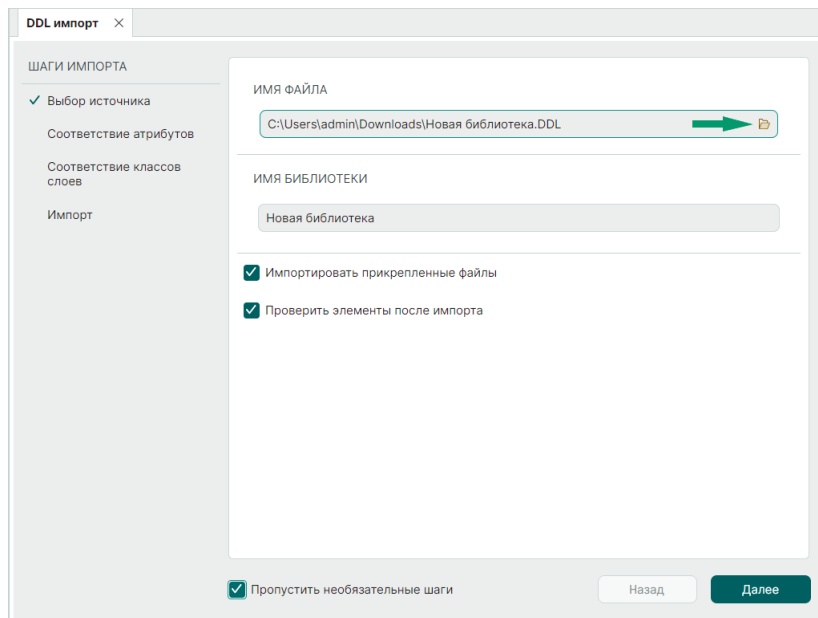 DDL импорт
ШАГИ ИМПОРТА
Выбор источника
Соответствие атрибутов
Соответствие классов
слоев
Импорт
ИМЯ ФАЙЛА
C:\Users\admin\Downloads\Новая библиотека.DDL
ИМЯ БИБЛИОТЕКИ
Новая библиотека
Импортировать прикрепленные файлы
Проверить элементы после импорта
Пропустить необязательные шаги
Назад
Далее